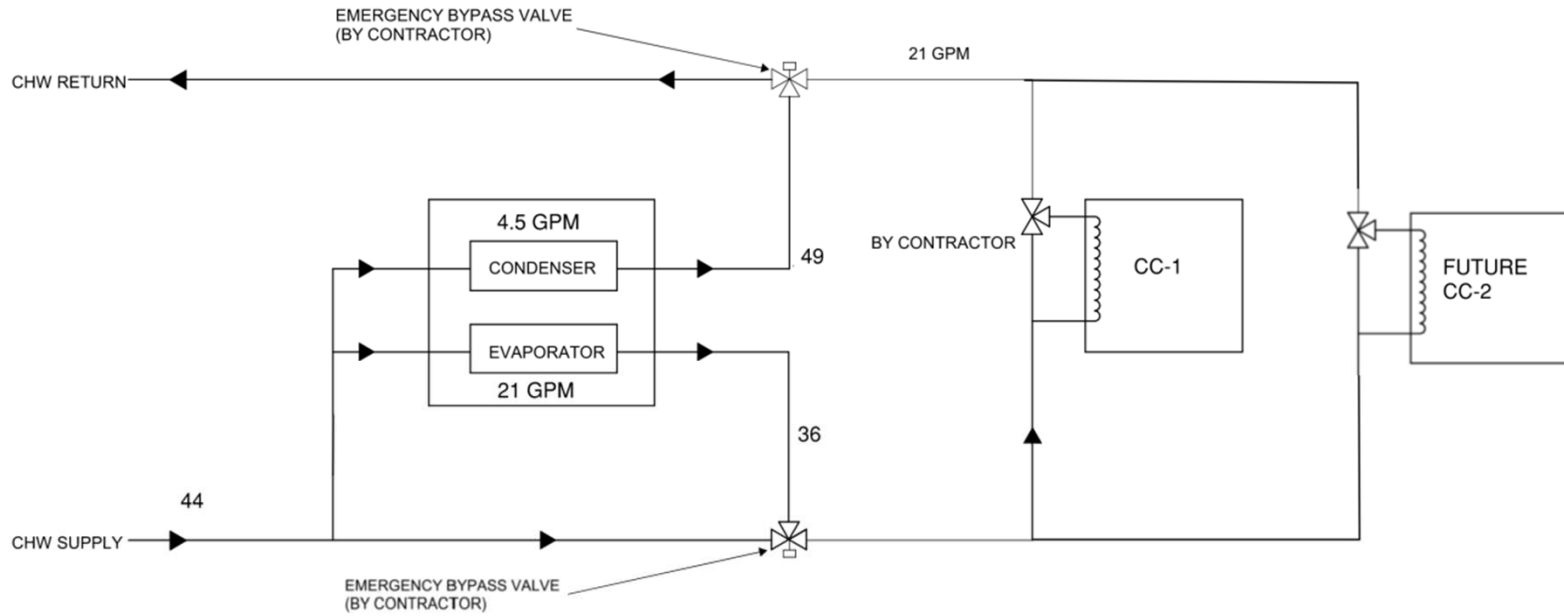 EMERGENCY BYPASS VALVE
(BY CONTRACTOR)
21 GPM
CHW RETURN
4.5 GPM
CONDENSER
49
BY CONTRACTOR
CC-1
FUTURE
CC-2
EVAPORATOR
21 GPM
36
44
CHW SUPPLY
EMERGENCY BYPASS VALVE
(BY CONTRACTOR)